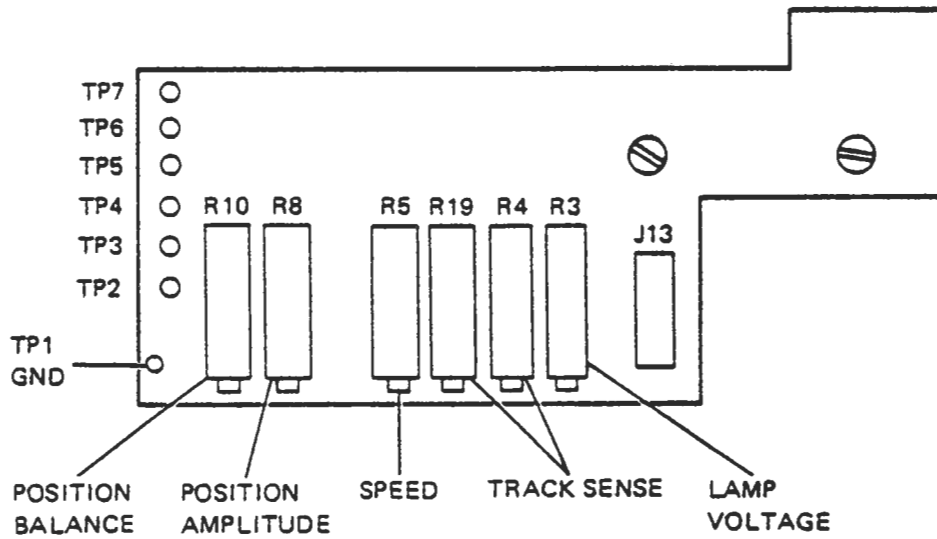 TP7
TP6
TP5
TP4
TP3
TP2
TP1
GND
R10 R8 R5 R19 R4 R3
J13
POSITION
BALANCE
POSITION
AMPLITUDE
SPEED
TRACK SENSE
LAMP
VOLTAGE